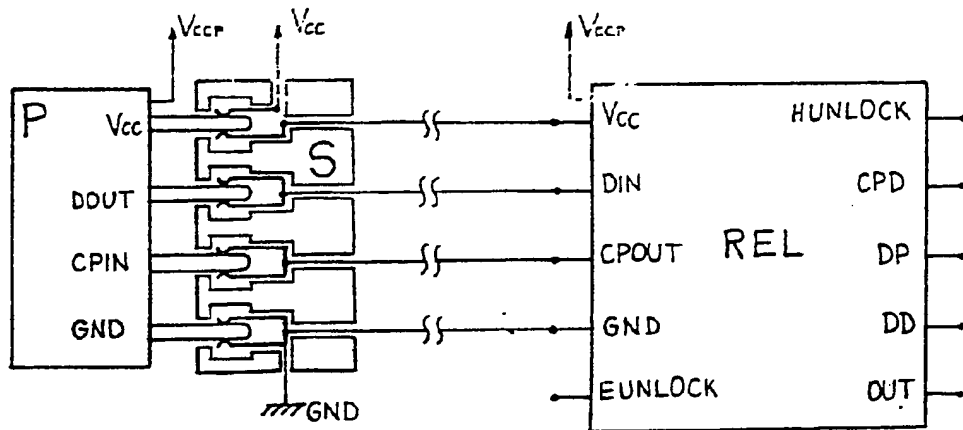 Vccp
Vcc
Vccp
P
Vcc
DOUT
CPIN
GND
S
GND
Vcc
DIN
CPOUT
GND
EUNLOCK
REL
HUNLOCK
CPD
DP
DD
OUT